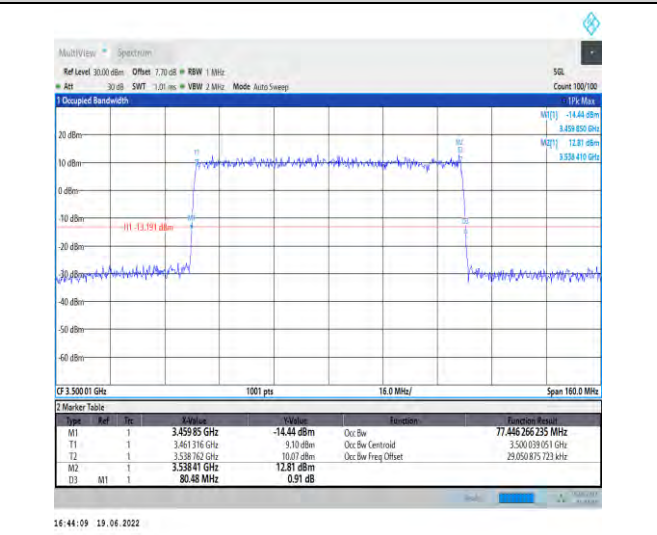 MultiView Spectrum
Ref Level 30.00 dBm Offset 7.70 dB RBW 1 MHz SGL
Att 30 dB SWT 1.01 ms VBW 2 MHz Mode Auto Sweep Count 100/100
1 Occupied Bandwidth 1Pk Max
M1[1] -14.44 dBm
3.459 850 GHz
M2[1] 12.81 dBm
3.538 410 GHz
20 dBm
M2
T1
T2
10 dBm
0 dBm
-10 dBm
M1
D3
H1 -13.191 dBm
-20 dBm
-30 dBm
-40 dBm
-50 dBm
-60 dBm
CF 3.50001 GHz 1001 pts 16.0 MHz/ Span 160.0 MHz
2 Marker Table
Type Ref Trc X-Value Y-Value Function Function Result
M1 1 3.45985 GHz -14.44 dBm Occ Bw 77.446 266 235 MHz
T1 1 3.461 316 GHz 9.10 dBm Occ Bw Centroid 3.500 039 051 GHz
T2 1 3.538 762 GHz 10.07 dBm Occ Bw Freq Offset 29.050 875 723 kHz
M2 1 3.53841 GHz 12.81 dBm
D3 M1 1 80.48 MHz 0.91 dB
16:44:09 19.06.2022